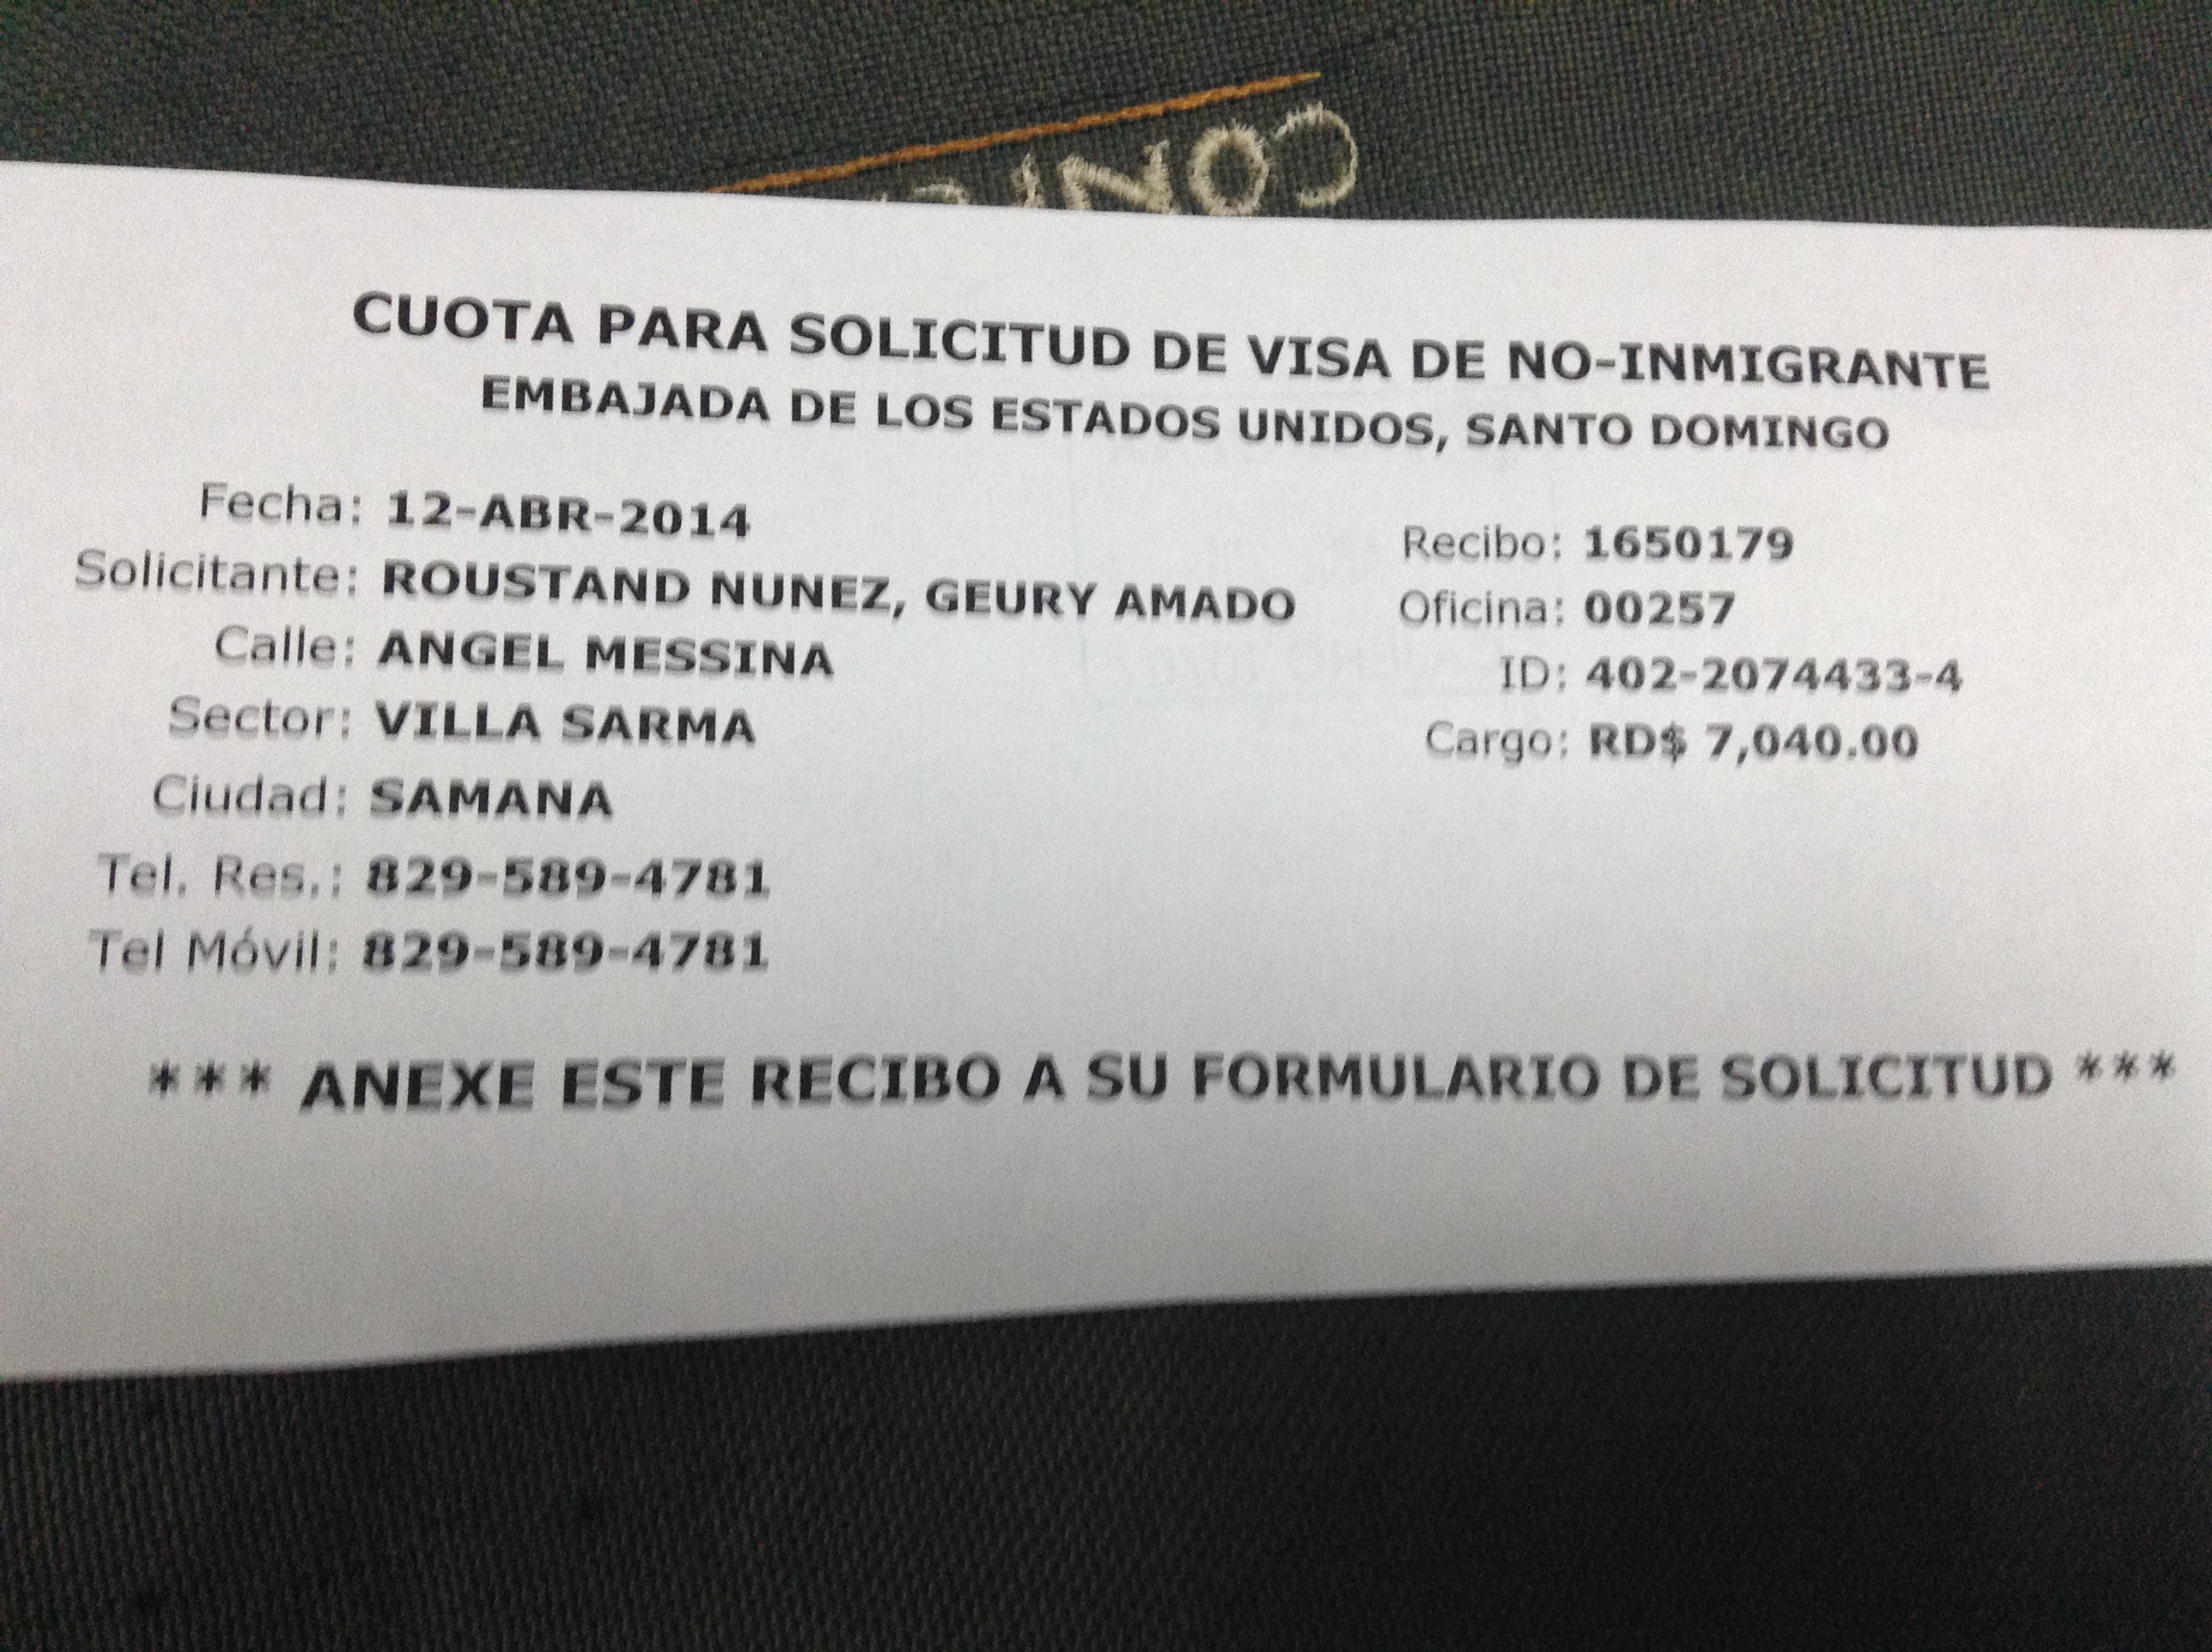 CON
CUOTA PARA SOLICITUD DE VISA DE NO-INMIGRANTE
EMBAJADA DE LOS ESTADOS UNIDOS, SANTO DOMINGO
Fecha: 12-ABR-2014
Solicitante: ROUSTAND NUNEZ, GEURY AMADO
Calle: ANGEL MESSINA
Sector: VILLA SARMA
Ciudad: SAMANA
Tel. Res.: 829-589-4781
Tel Móvil: 829-589-4781
Recibo: 1650179
Oficina: 00257
ID: 402-2074433-4
Cargo: RD$ 7,040.00
*** ANEXE ESTE RECIBO A SU FORMULARIO DE SOLICITUD ***